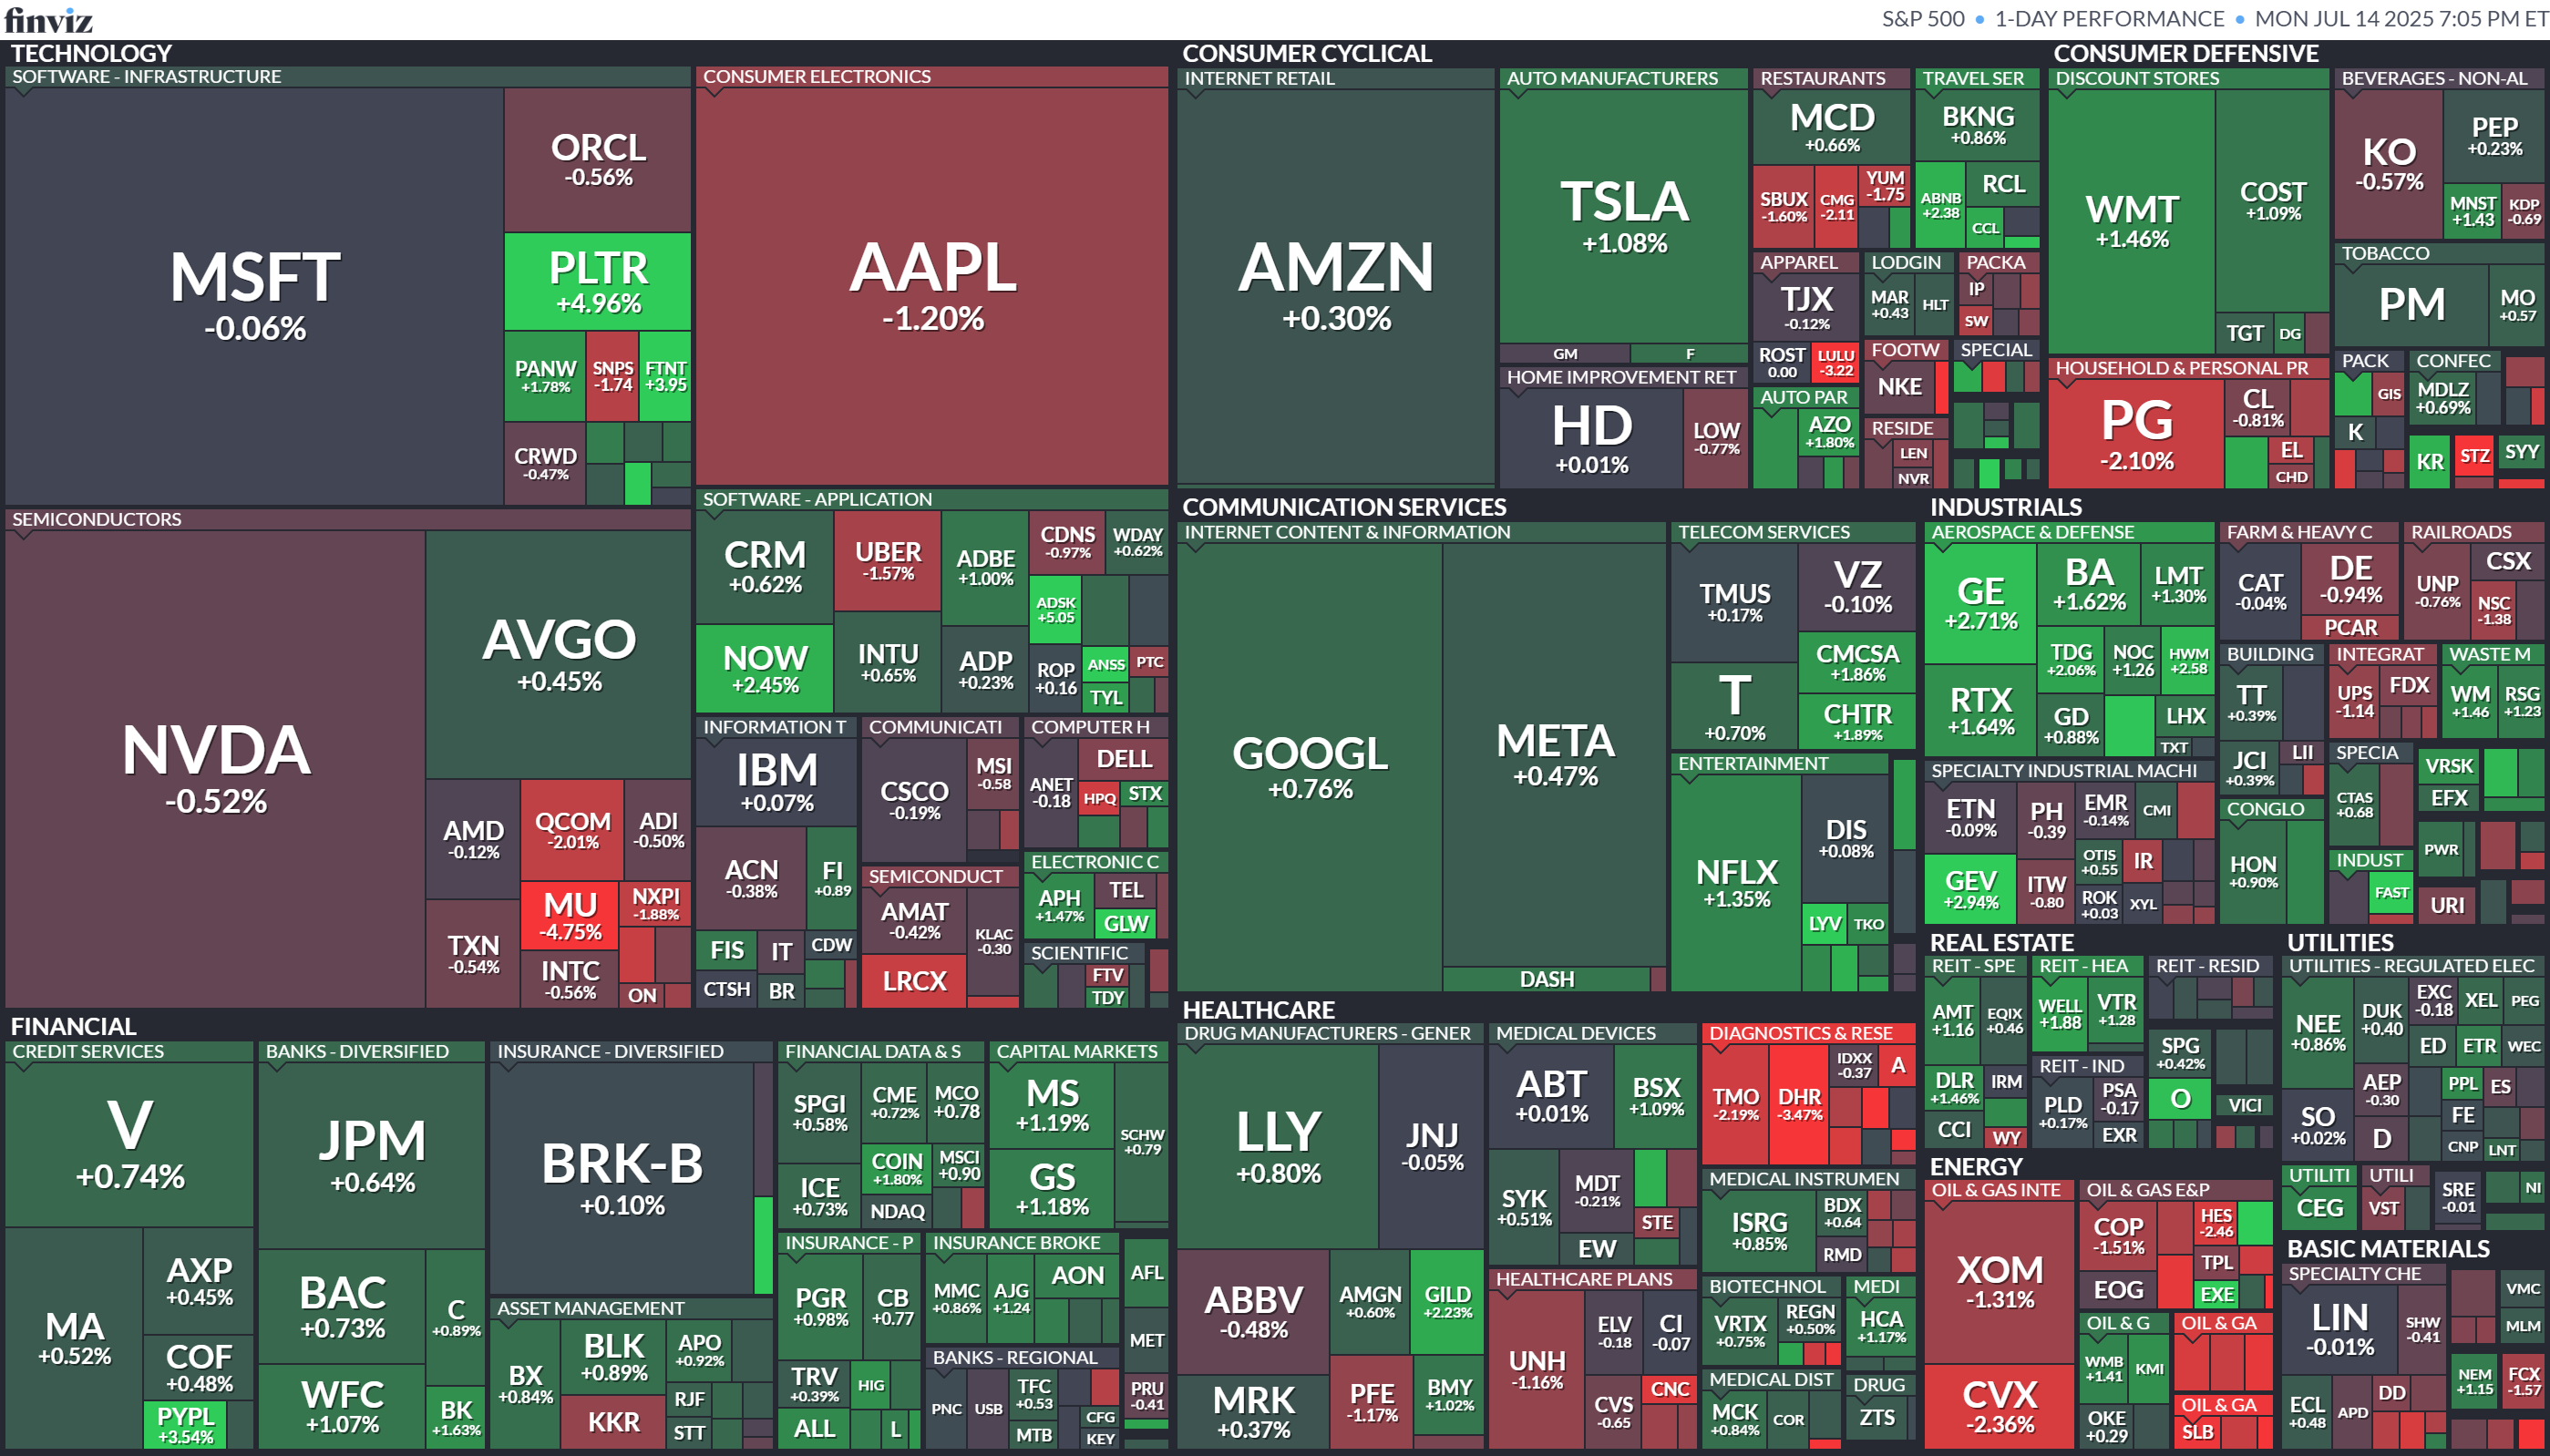 finviz
S&P 500 • 1-DAY PERFORMANCE • MON JUL 14 2025 7:05 PM ET
TECHNOLOGY
SOFTWARE - INFRASTRUCTURE
MSFT
-0.06%
ORCL
-0.56%
PLTR
+4.96%
PANW
+1.78%
SNPS
-1.74
FTNT
+3.95
CRWD
-0.47%
CONSUMER ELECTRONICS
AAPL
-1.20%
SEMICONDUCTORS
NVDA
-0.52%
AVGO
+0.45%
AMD
-0.12%
QCOM
-2.01%
ADI
-0.50%
MU
-4.75%
NXPI
-1.88%
TXN
-0.54%
INTC
-0.56%
ON
SOFTWARE - APPLICATION
CRM
+0.62%
UBER
-1.57%
ADBE
+1.00%
CDNS
-0.97%
WDAY
+0.62%
ADSK
+5.05
NOW
+2.45%
INTU
+0.65%
ADP
+0.23%
ROP
+0.16
ANSS
PTC
TYL
INFORMATION T
IBM
+0.07%
ACN
-0.38%
FI
+0.89
FIS
IT
CDW
CTSH
BR
COMMUNICATI
CSCO
-0.19%
MSI
-0.58
SEMICONDUCT
AMAT
-0.42%
KLAC
-0.30
LRCX
COMPUTER H
ANET
-0.18
DELL
HPQ
STX
ELECTRONIC C
APH
+1.47%
TEL
GLW
SCIENTIFIC
FTV
TDY
CONSUMER CYCLICAL
INTERNET RETAIL
AMZN
+0.30%
AUTO MANUFACTURERS
TSLA
+1.08%
GM
F
HOME IMPROVEMENT RET
HD
+0.01%
LOW
-0.77%
RESTAURANTS
MCD
+0.66%
SBUX
-1.60%
CMG
-2.11
YUM
-1.75
TRAVEL SER
BKNG
+0.86%
ABNB
+2.38
RCL
CCL
APPAREL
TJX
-0.12%
ROST
0.00
LULU
-3.22
LODGIN
MAR
+0.43
HLT
PACKA
IP
SW
FOOTW
NKE
SPECIAL
AUTO PAR
AZO
+1.80%
RESIDE
LEN
NVR
CONSUMER DEFENSIVE
DISCOUNT STORES
WMT
+1.46%
COST
+1.09%
TGT
DG
BEVERAGES - NON-AL
KO
-0.57%
PEP
+0.23%
MNST
+1.43
KDP
-0.69
TOBACCO
PM
MO
+0.57
HOUSEHOLD & PERSONAL PR
PG
-2.10%
CL
-0.81%
EL
CHD
PACK
GIS
K
CONFEC
MDLZ
+0.69%
KR
STZ
SYY
COMMUNICATION SERVICES
INTERNET CONTENT & INFORMATION
GOOGL
+0.76%
META
+0.47%
DASH
TELECOM SERVICES
TMUS
+0.17%
VZ
-0.10%
T
+0.70%
CMCSA
+1.86%
CHTR
+1.89%
ENTERTAINMENT
NFLX
+1.35%
DIS
+0.08%
LYV
TKO
INDUSTRIALS
AEROSPACE & DEFENSE
GE
+2.71%
BA
+1.62%
LMT
+1.30%
RTX
+1.64%
TDG
+2.06%
NOC
+1.26
HWM
+2.58
GD
+0.88%
LHX
TXT
SPECIALTY INDUSTRIAL MACHI
ETN
-0.09%
PH
-0.39
EMR
-0.14%
CMI
GEV
+2.94%
ITW
-0.80
OTIS
+0.55
IR
ROK
+0.03
XYL
FARM & HEAVY C
CAT
-0.04%
DE
-0.94%
PCAR
RAILROADS
UNP
-0.76%
CSX
NSC
-1.38
BUILDING
TT
+0.39%
JCI
+0.39%
LII
INTEGRAT
UPS
-1.14
FDX
WASTE M
WM
+1.46
RSG
+1.23
SPECIA
CTAS
+0.68
VRSK
EFX
CONGLO
HON
+0.90%
INDUST
FAST
PWR
URI
FINANCIAL
CREDIT SERVICES
V
+0.74%
MA
+0.52%
AXP
+0.45%
COF
+0.48%
PYPL
+3.54%
BANKS - DIVERSIFIED
JPM
+0.64%
BAC
+0.73%
C
+0.89%
WFC
+1.07%
BK
+1.63%
INSURANCE - DIVERSIFIED
BRK-B
+0.10%
ASSET MANAGEMENT
BX
+0.84%
BLK
+0.89%
APO
+0.92%
KKR
RJF
STT
FINANCIAL DATA & S
SPGI
+0.58%
CME
+0.72%
MCO
+0.78
ICE
+0.73%
COIN
+1.80%
MSCI
+0.90
NDAQ
CAPITAL MARKETS
MS
+1.19%
GS
+1.18%
SCHW
+0.79
INSURANCE - P
PGR
+0.98%
CB
+0.77
TRV
+0.39%
HIG
ALL
L
INSURANCE BROKE
MMC
+0.86%
AJG
+1.24
AON
AFL
MET
PRU
-0.41
BANKS - REGIONAL
PNC
USB
TFC
+0.53
MTB
CFG
KEY
HEALTHCARE
DRUG MANUFACTURERS - GENER
LLY
+0.80%
JNJ
-0.05%
ABBV
-0.48%
AMGN
+0.60%
GILD
+2.23%
MRK
+0.37%
PFE
-1.17%
BMY
+1.02%
MEDICAL DEVICES
ABT
+0.01%
BSX
+1.09%
SYK
+0.51%
MDT
-0.21%
STE
EW
HEALTHCARE PLANS
UNH
-1.16%
ELV
-0.18
CI
-0.07
CVS
-0.65
CNC
DIAGNOSTICS & RESE
TMO
-2.19%
DHR
-3.47%
IDXX
-0.37
A
MEDICAL INSTRUMEN
ISRG
+0.85%
BDX
+0.64
RMD
BIOTECHNOL
VRTX
+0.75%
REGN
+0.50%
MEDI
HCA
+1.17%
MEDICAL DIST
MCK
+0.84%
COR
DRUG
ZTS
REAL ESTATE
REIT - SPE
AMT
+1.16
EQIX
+0.46
DLR
+1.46%
IRM
CCI
WY
REIT - HEA
WELL
+1.88
VTR
+1.28
REIT - IND
PLD
+0.17%
PSA
-0.17
EXR
REIT - RESID
SPG
+0.42%
O
VICI
UTILITIES
UTILITIES - REGULATED ELEC
NEE
+0.86%
DUK
+0.40
EXC
-0.18
XEL
PEG
ED
ETR
WEC
SO
+0.02%
AEP
-0.30
PPL
ES
D
FE
CNP
LNT
UTILITI
CEG
UTILI
VST
SRE
-0.01
NI
ENERGY
OIL & GAS INTE
XOM
-1.31%
CVX
-2.36%
OIL & GAS E&P
COP
-1.51%
HES
-2.46
EOG
TPL
EXE
OIL & G
WMB
+1.41
KMI
OKE
+0.29
OIL & GA
OIL & GA
SLB
BASIC MATERIALS
SPECIALTY CHE
LIN
-0.01%
SHW
-0.41
ECL
+0.48
APD
DD
VMC
MLM
NEM
+1.15
FCX
-1.57